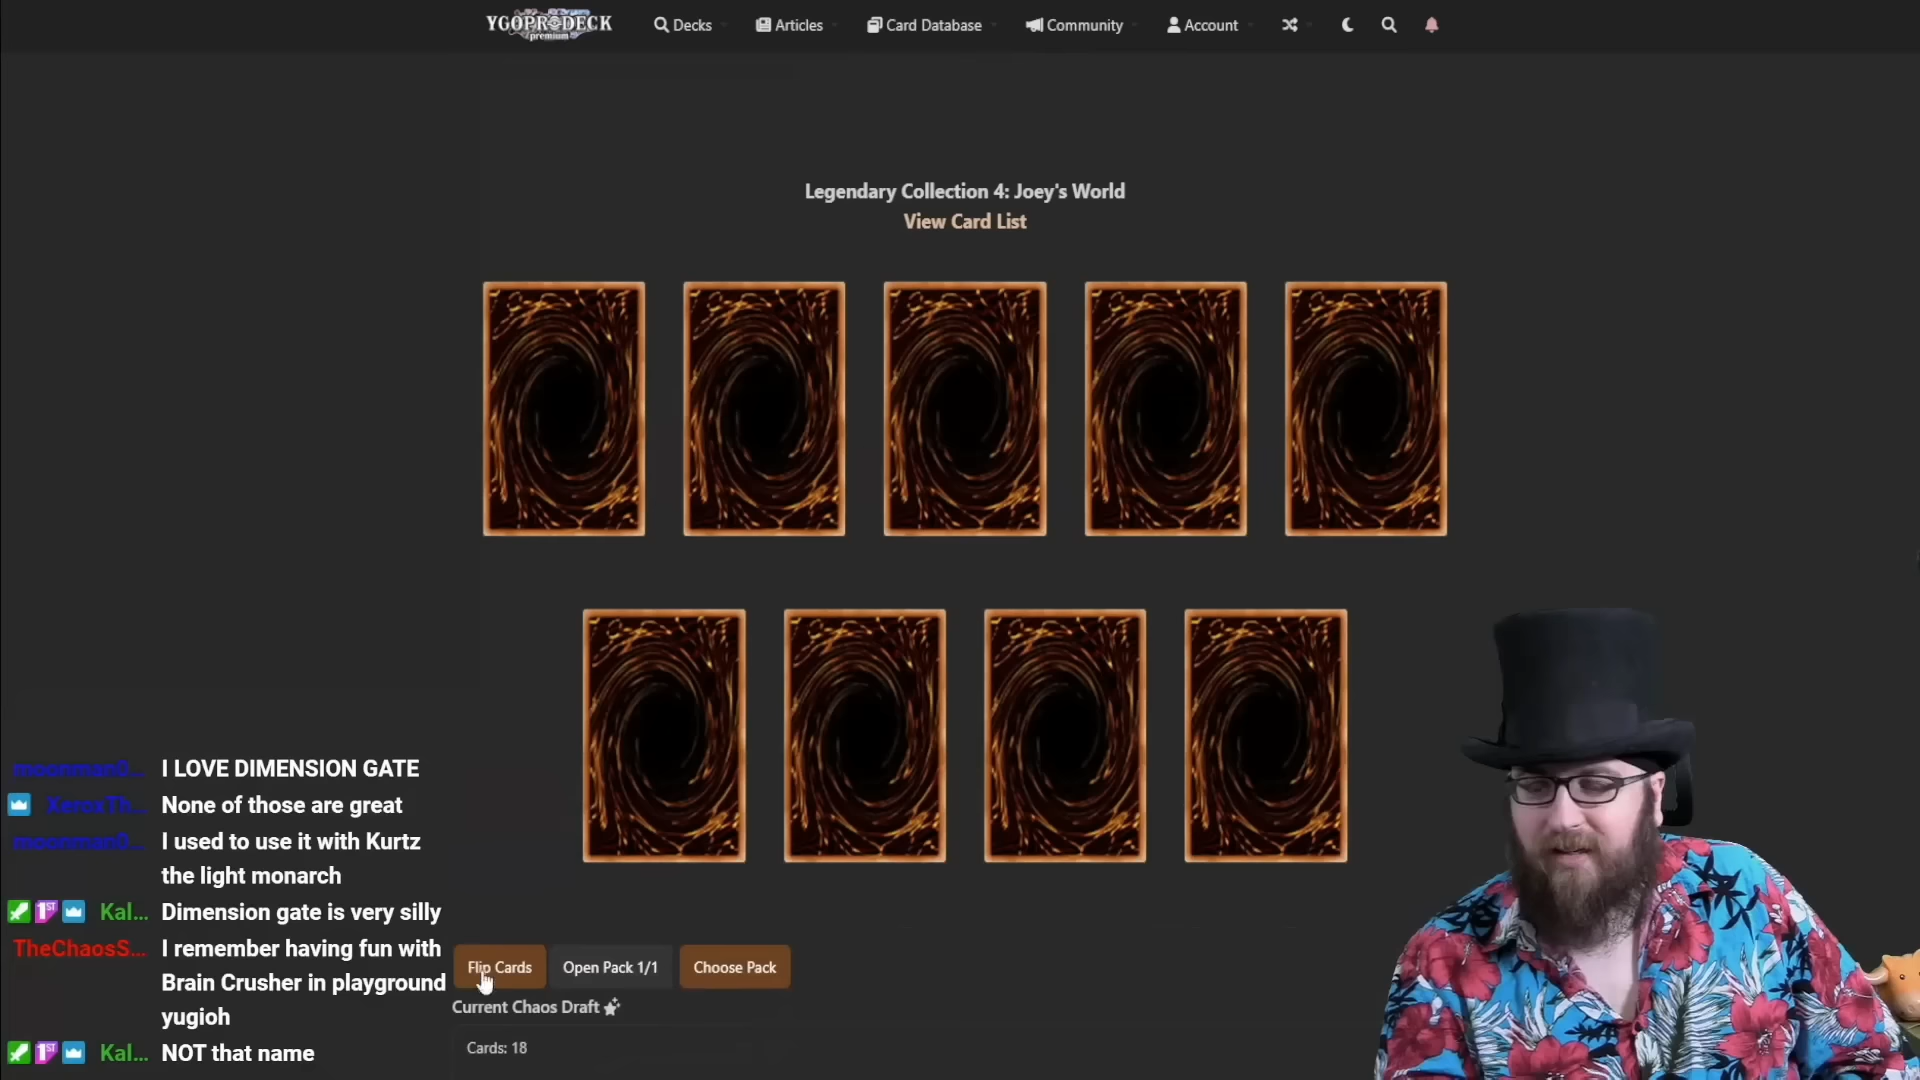 YGOPRODECK
premium
Decks
Articles
Card Database
Community
Account
Legendary Collection 4: Joey's World
View Card List
I LOVE DIMENSION GATE
None of those are great
I used to use it with Kurtz
the light monarch
1ST Kal... Dimension gate is very silly
TheChaosS... I remember having fun with
Brain Crusher in playground
yugioh
1ST Kal... NOT that name
Flip Cards
Open Pack 1/1
Choose Pack
Current Chaos Draft
Cards: 18